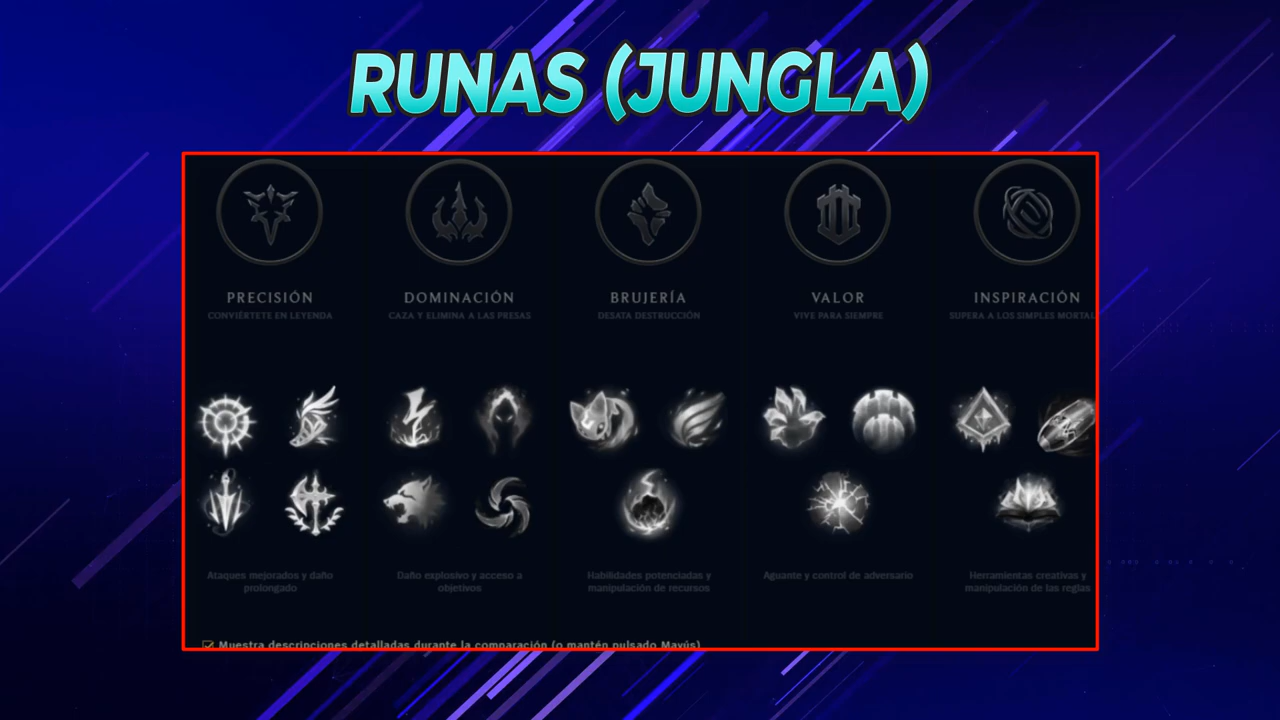 RUNAS (JUNGLA)
PRECISIÓN
CONVIÉRTETE EN LEYENDA
DOMINACIÓN
CAZA Y ELIMINA A LAS PRESAS
BRUJERÍA
DESATA DESTRUCCIÓN
VALOR
VIVE PARA SIEMPRE
INSPIRACIÓN
SUPERA A LOS SIMPLES MORTAL
Ataques mejorados y daño
prolongado
Daño explosivo y acceso a
objetivos
Habilidades potenciadas y
manipulación de recursos
Aguante y control de adversario
Herramientas creativas y
manipulación de las reglas
Muestra descripciones detalladas durante la comparación (o mantén pulsado Mayús)